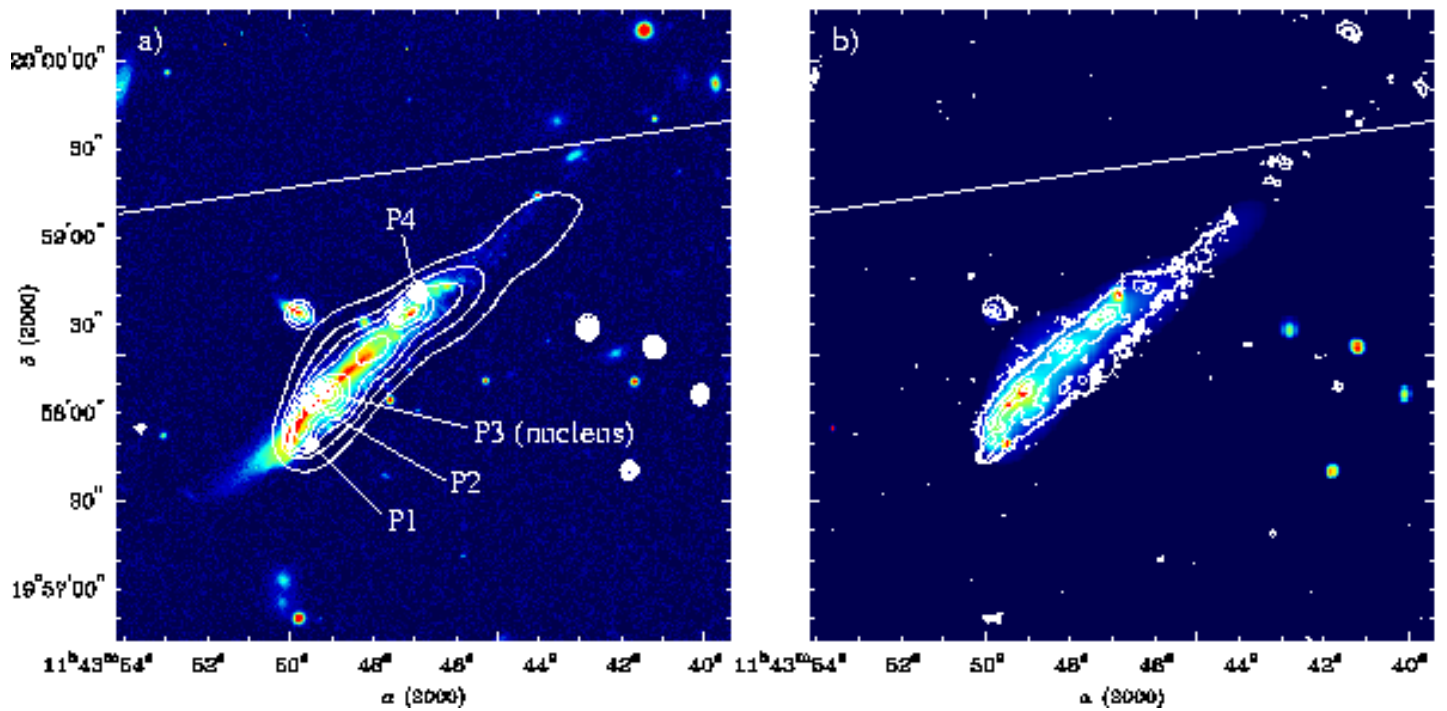 a)
b)
20°00'00"
30"
59'00"
30"
58'00"
30"
19°57'00"
δ (2000)
P4
P3 (nucleus)
P2
P1
11ʰ43ᵐ54ˢ 52ˢ 50ˢ 48ˢ 46ˢ 44ˢ 42ˢ 40ˢ
11ʰ43ᵐ54ˢ 52ˢ 50ˢ 48ˢ 46ˢ 44ˢ 42ˢ 40ˢ
α (2000)
α (2000)